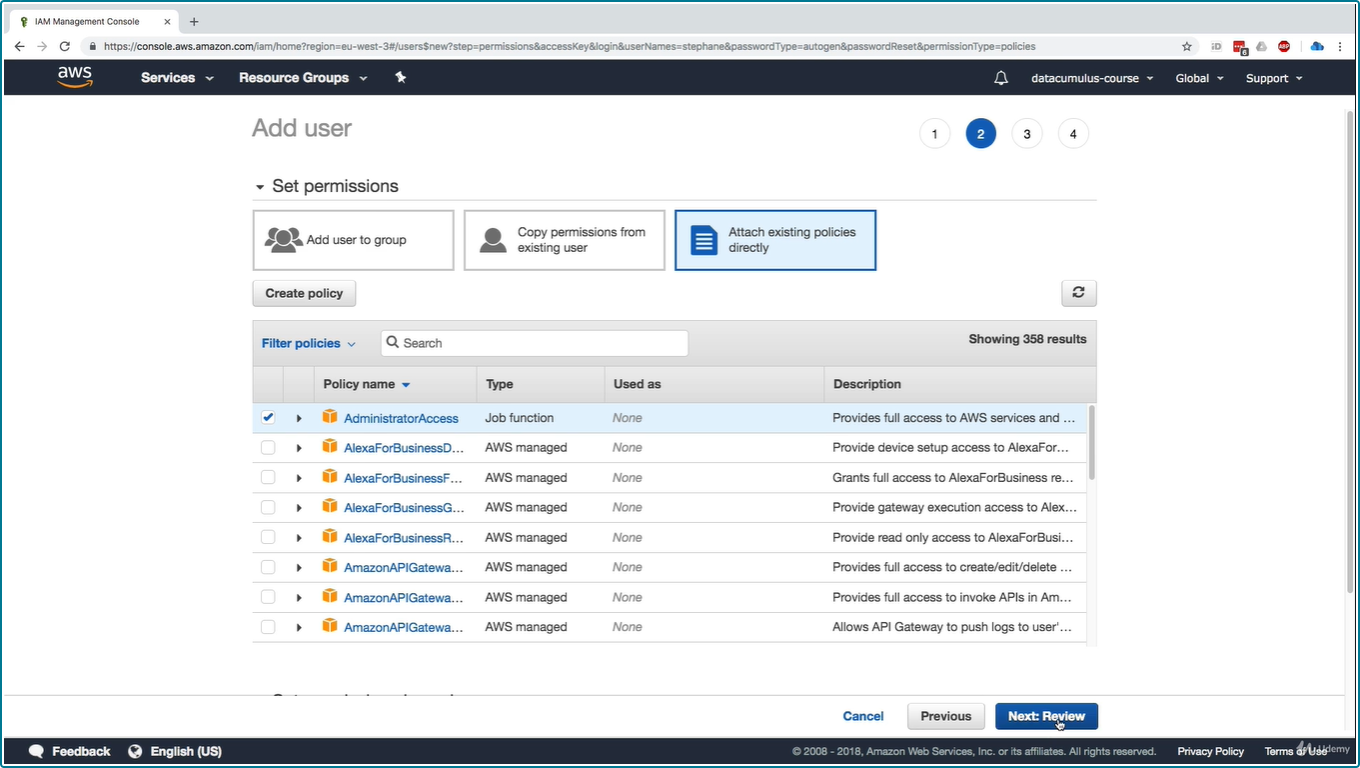 IAM Management Console
https://console.aws.amazon.com/iam/home?region=eu-west-3#/users$new?step=permissions&accessKey&login&userNames=stephane&passwordType=autogen&passwordReset&permissionType=policies
aws Services Resource Groups datacumulus-course Global Support
Add user
1 2 3 4
Set permissions
Add user to group
Copy permissions from existing user
Attach existing policies directly
Create policy
Filter policies Search Showing 358 results
Policy name Type Used as Description
AdministratorAccess Job function None Provides full access to AWS services and ...
AlexaForBusinessD... AWS managed None Provide device setup access to AlexaFor...
AlexaForBusinessF... AWS managed None Grants full access to AlexaForBusiness re...
AlexaForBusinessG... AWS managed None Provide gateway execution access to Alex...
AlexaForBusinessR... AWS managed None Provide read only access to AlexaForBusi...
AmazonAPIGatewa... AWS managed None Provides full access to create/edit/delete ...
AmazonAPIGatewa... AWS managed None Provides full access to invoke APIs in Am...
AmazonAPIGatewa... AWS managed None Allows API Gateway to push logs to user'...
Cancel Previous Next: Review
Feedback English (US) © 2008 - 2018, Amazon Web Services, Inc. or its affiliates. All rights reserved. Privacy Policy Terms of Use
Udemy